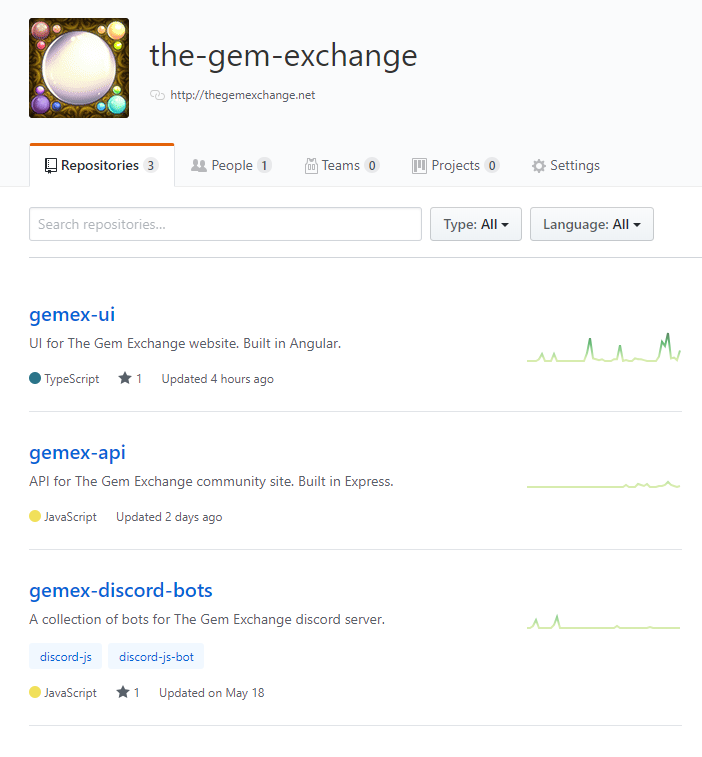 the-gem-exchange
http://thegemexchange.net
Repositories 3 People 1 Teams 0 Projects 0 Settings
Search repositories... Type: All Language: All
gemex-ui
UI for The Gem Exchange website. Built in Angular.
TypeScript 1 Updated 4 hours ago
gemex-api
API for The Gem Exchange community site. Built in Express.
JavaScript Updated 2 days ago
gemex-discord-bots
A collection of bots for The Gem Exchange discord server.
discord-js discord-js-bot
JavaScript 1 Updated on May 18